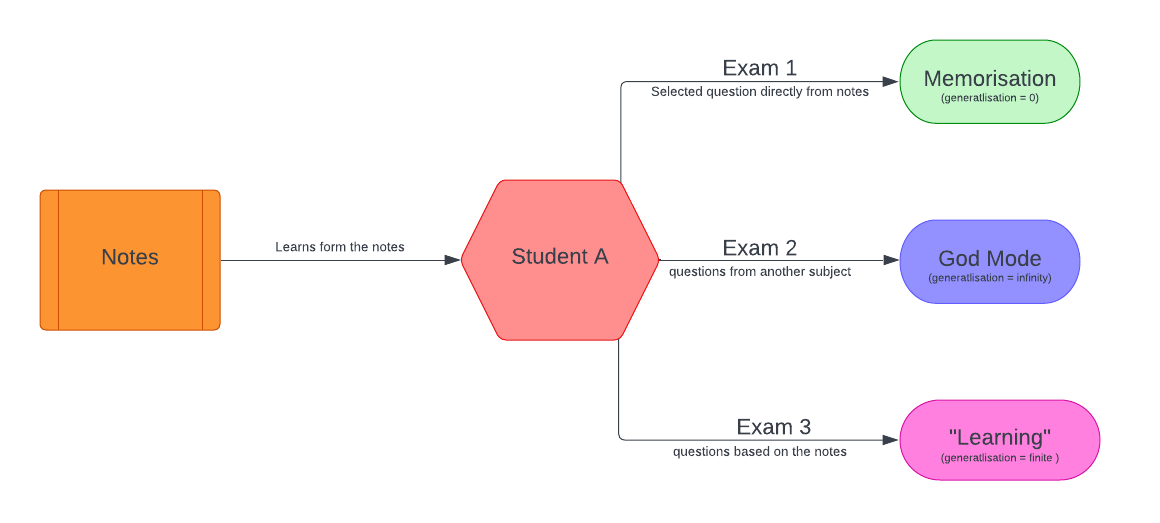 Exam 1
Selected question directly from notes
Memorisation
(generatlisation = 0)
Notes
Learns form the notes
Student A
Exam 2
questions from another subject
God Mode
(generatlisation = infinity)
Exam 3
questions based on the notes
"Learning"
(generatlisation = finite )